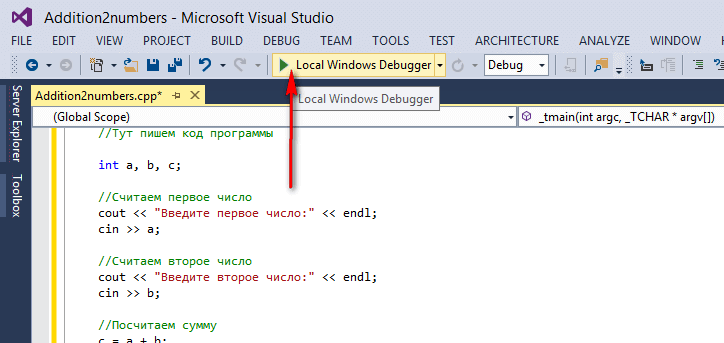 Addition2numbers - Microsoft Visual Studio
FILE EDIT VIEW PROJECT BUILD DEBUG TEAM TOOLS TEST ARCHITECTURE ANALYZE WINDOW
Local Windows Debugger Debug
Server Explorer
Toolbox
Addition2numbers.cpp*
Local Windows Debugger
(Global Scope) _tmain(int argc, _TCHAR * argv[])
//Тут пишем код программы
int a, b, c;
//Считаем первое число
cout << "Введите первое число:" << endl;
cin >> a;
//Считаем второе число
cout << "Введите второе число:" << endl;
cin >> b;
//Посчитаем сумму
c = a + b;